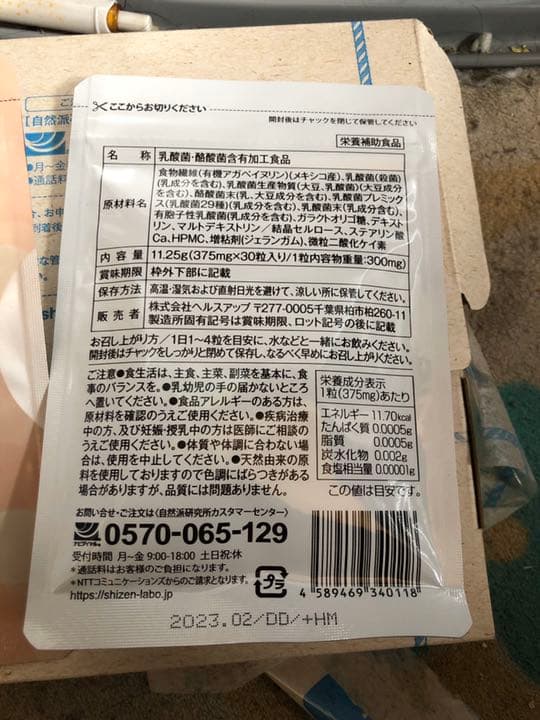 ここからお切りください
開封後はチャックを閉じて保管してください
栄養補助食品
名 称 乳酸菌・酪酸菌含有加工食品
原材料名 食物繊維(有機アガベイヌリン)(メキシコ産)、乳酸菌(殺菌)
(乳成分を含む)、乳酸菌生産物質(大豆、乳酸菌)(大豆成分
を含む)、酪酸菌末(乳、大豆成分を含む)、乳酸菌プレミック
ス(乳酸菌29種)(乳成分を含む)、乳酸菌末(乳成分含む)、
有胞子性乳酸菌(乳成分を含む)、ガラクトオリゴ糖、デキスト
リン、マルトデキストリン/結晶セルロース、ステアリン酸
Ca、HPMC、増粘剤(ジェランガム)、微粒二酸化ケイ素
内 容 量 11.25g(375mg×30粒入り/1粒内容物重量:300mg)
賞味期限 枠外下部に記載
保存方法 高温・湿気および直射日光を避けて、涼しい所に保管してください。
販 売 者 株式会社ヘルスアップ 〒277-0005千葉県柏市柏260-11
製造所固有記号は賞味期限、ロット記号の後に記載
お召し上がり方/1日1~4粒を目安に、水などと一緒にお飲みください。
開封後はチャックをしっかりと閉めて保存し、なるべく早めにお召し上がりください。
ご注意●食生活は、主食、主菜、副菜を基本に、食
事のバランスを。●乳幼児の手の届かないところ
へ置いてください。●食品アレルギーのある方は、
原材料を確認のうえご使用ください。●疾病治療
中の方、及び妊娠・授乳中の方は医師にご相談の
うえご使用ください。●体質や体調に合わない場合
は、使用を中止してください。●天然由来の原
料を使用しておりますので色調にばらつきがある
場合がありますが、品質には問題ありません。
栄養成分表示
1粒(375mg)あたり
エネルギー 11.70kcal
たんぱく質 0.0005g
脂質 0.0005g
炭水化物 0.002g
食塩相当量 0.00001g
この値は目安です。
お問い合せ・ご注文は〈自然派研究所カスタマーセンター〉
ナビダイヤル 0570-065-129
受付時間 月~金 9:00-18:00 土日祝:休
*通話料はお客様のご負担になります。
*NTTコミュニケーションズからのご請求となります。
https://shizen-labo.jp/
プラ
4 589469 340118
2023.02/DD/+HM